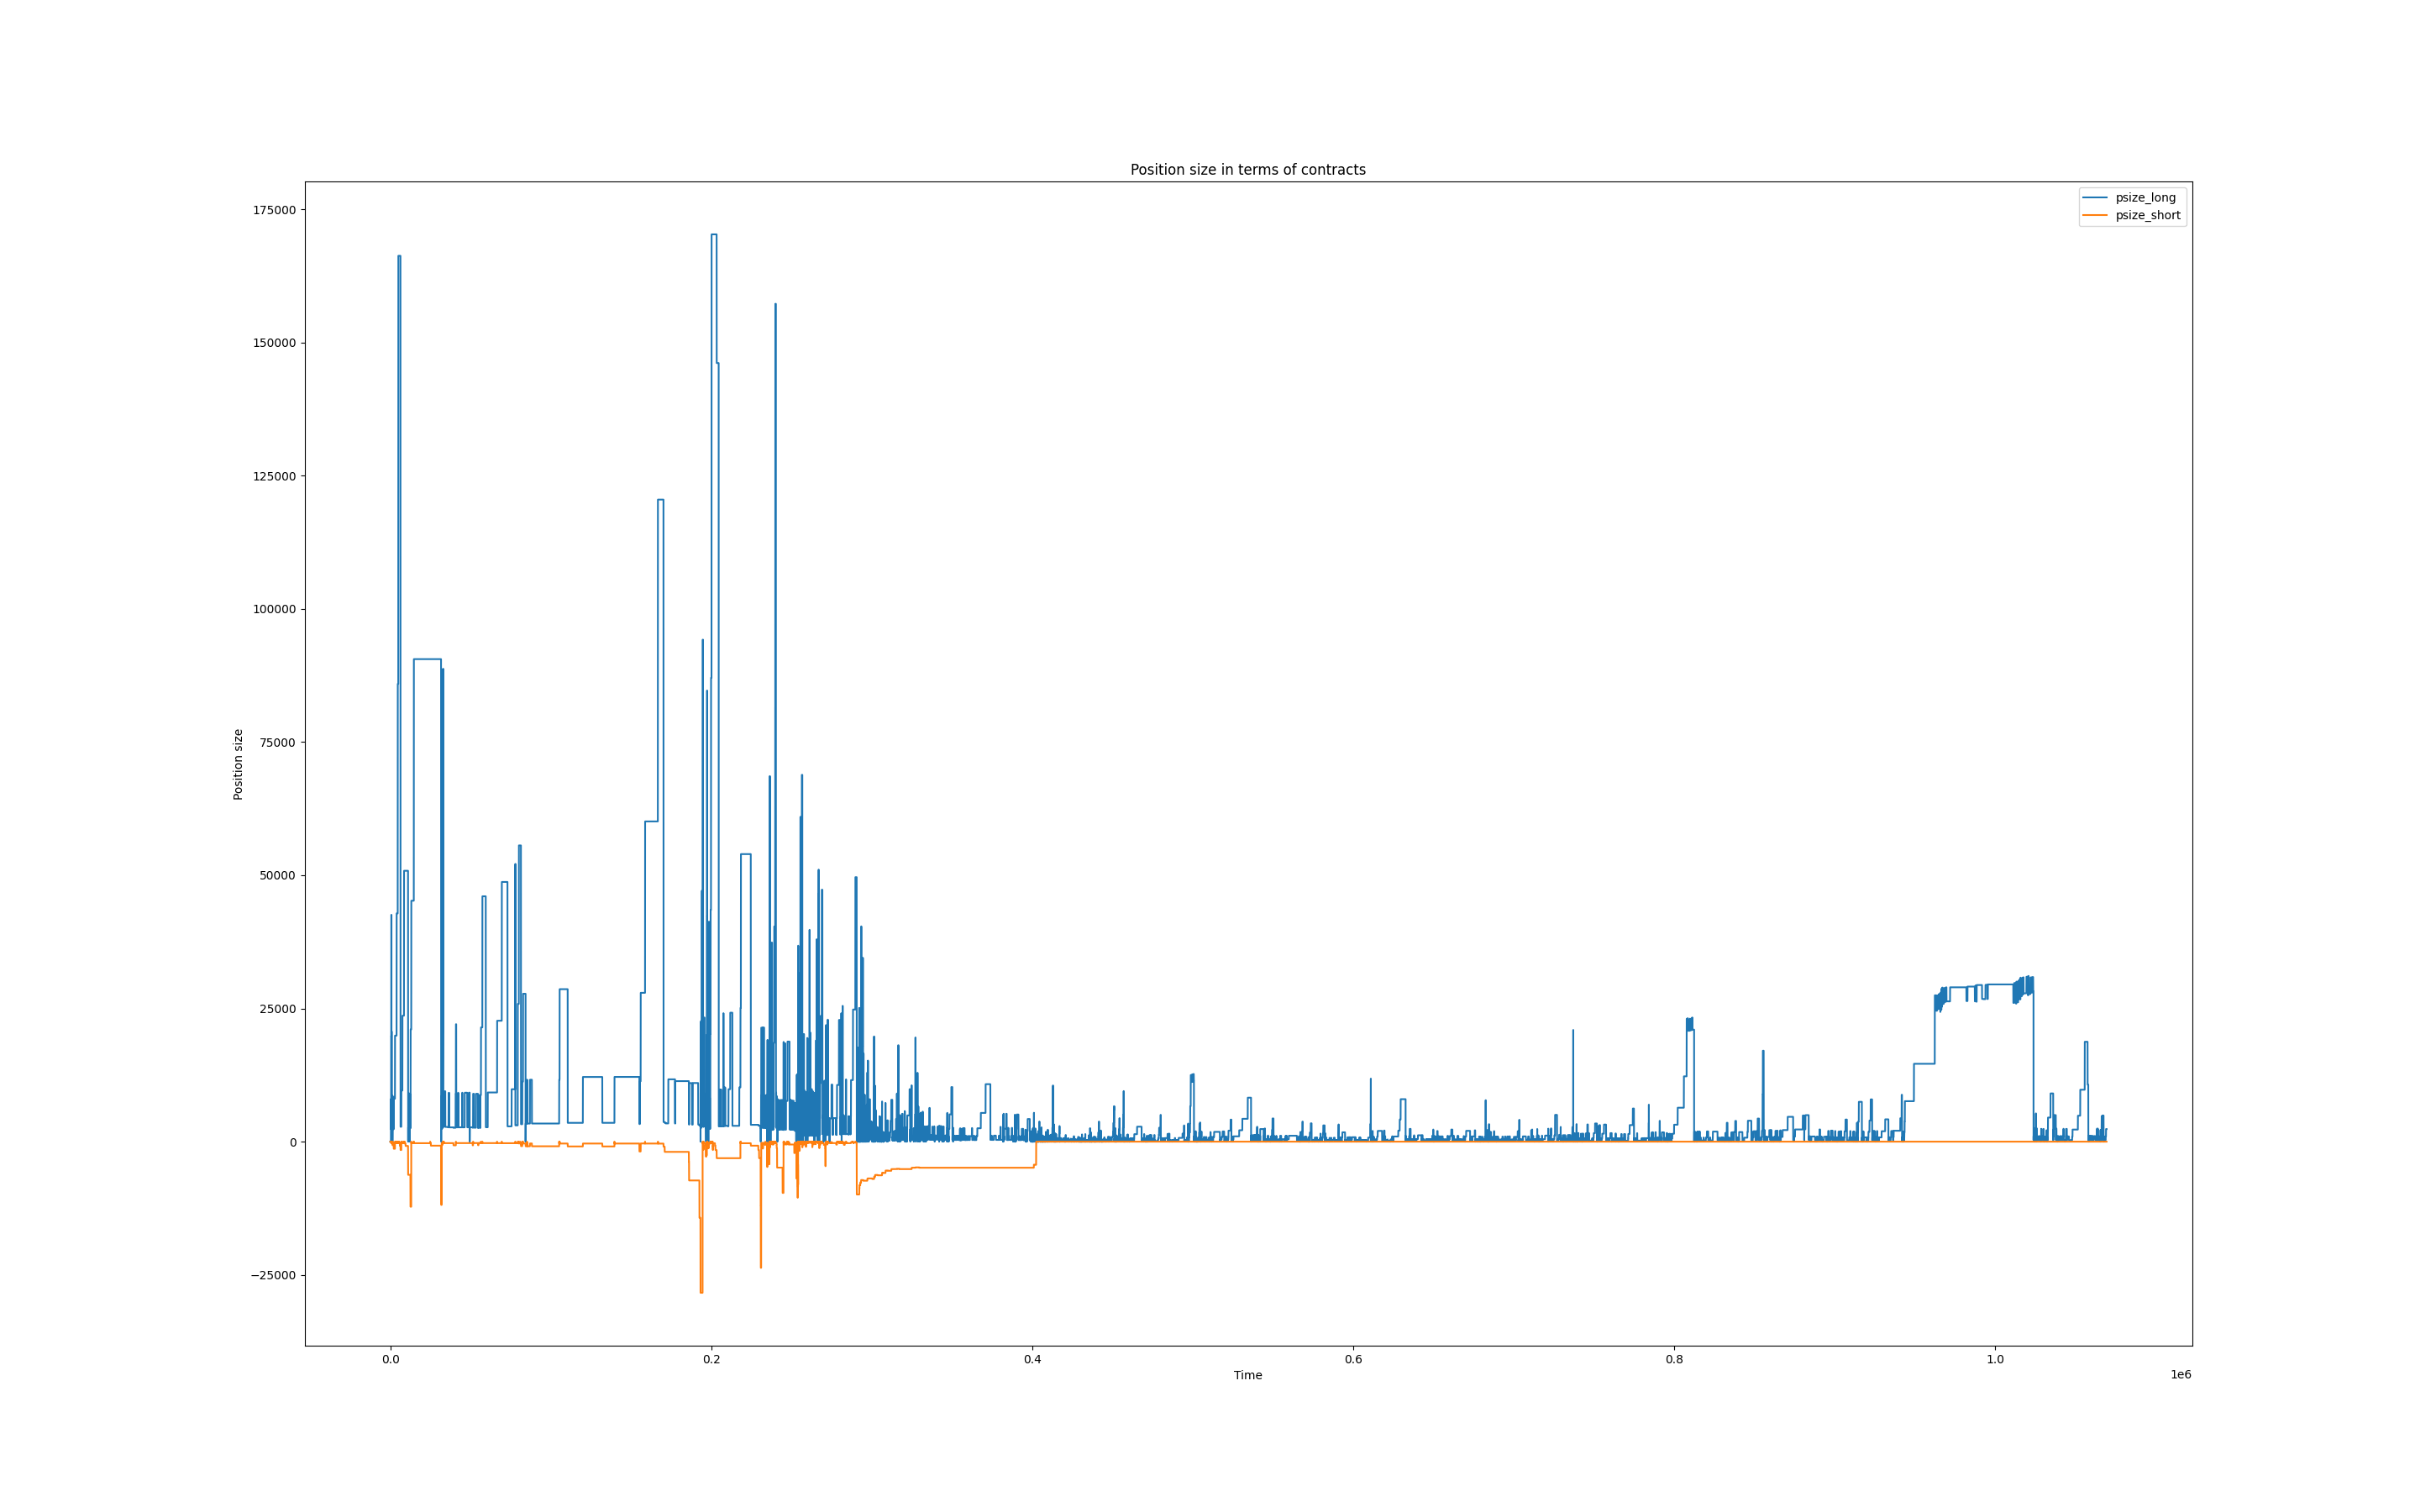 Position size in terms of contracts
psize_long
psize_short
175000
150000
125000
100000
75000
50000
25000
0
−25000
Position size
0.0 0.2 0.4 0.6 0.8 1.0
1e6
Time